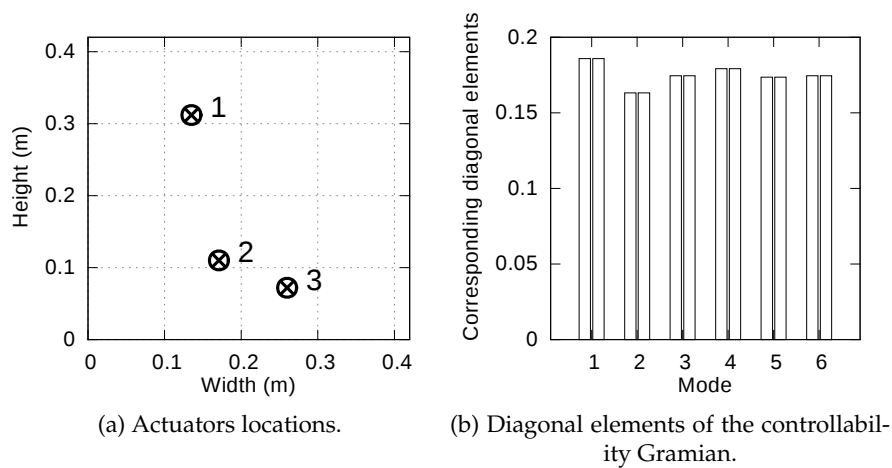 0.4
0.3
0.2
0.1
0
Height (m)
1
2
3
0 0.1 0.2 0.3 0.4
Width (m)
(a) Actuators locations.
0.2
0.15
0.1
0.05
0
Corresponding diagonal elements
1 2 3 4 5 6
Mode
(b) Diagonal elements of the controllabil-
ity Gramian.